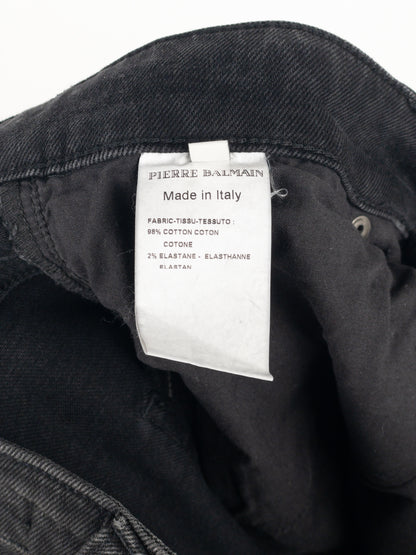 PIERRE BALMAIN
Made in Italy
FABRIC-TISSU-TESSUTO :
98% COTTON COTON
COTONE
2% ELASTANE - ELASTHANNE
ELASTAN